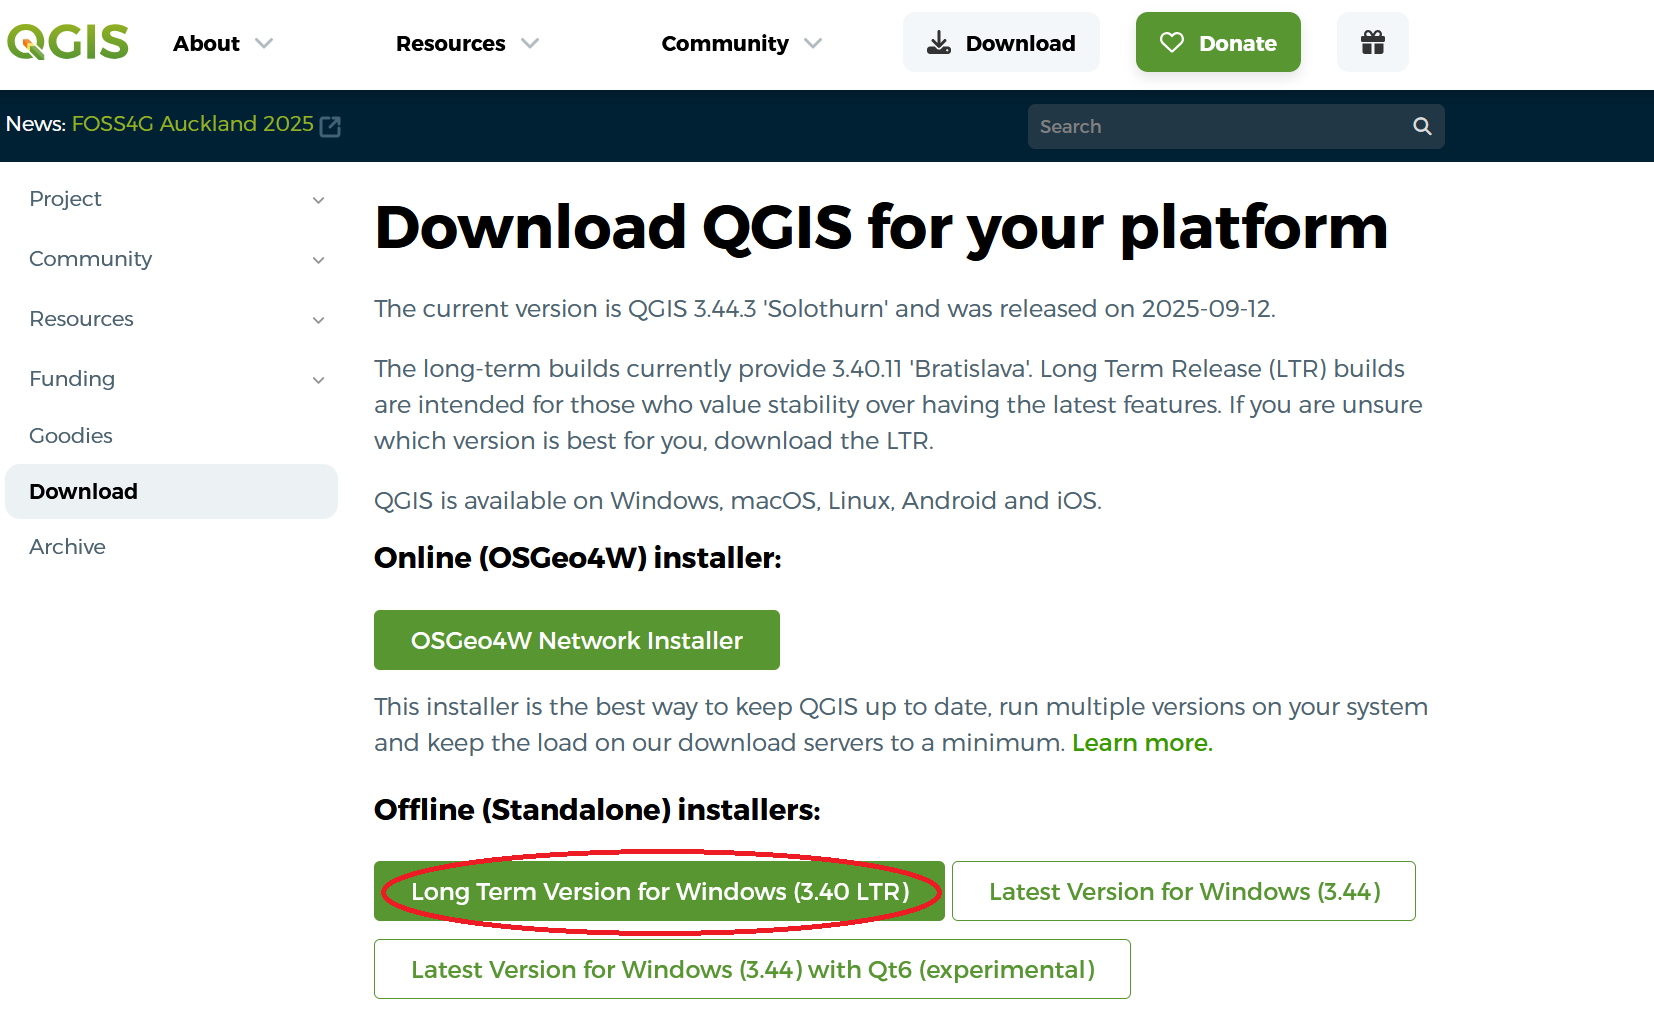 QGIS
About
Resources
Community
Download
Donate
News: FOSS4G Auckland 2025
Search
Project
Community
Resources
Funding
Goodies
Download
Archive
Download QGIS for your platform
The current version is QGIS 3.44.3 'Solothurn' and was released on 2025-09-12.
The long-term builds currently provide 3.40.11 'Bratislava'. Long Term Release (LTR) builds
are intended for those who value stability over having the latest features. If you are unsure
which version is best for you, download the LTR.
QGIS is available on Windows, macOS, Linux, Android and iOS.
Online (OSGeo4W) installer:
OSGeo4W Network Installer
This installer is the best way to keep QGIS up to date, run multiple versions on your system
and keep the load on our download servers to a minimum. Learn more.
Offline (Standalone) installers:
Long Term Version for Windows (3.40 LTR)
Latest Version for Windows (3.44)
Latest Version for Windows (3.44) with Qt6 (experimental)